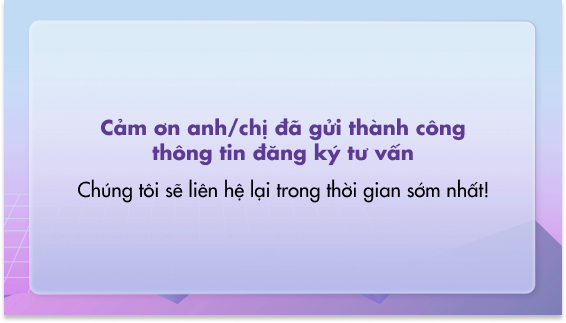 Cảm ơn anh/chị đã gửi thành công
thông tin đăng ký tư vấn
Chúng tôi sẽ liên hệ lại trong thời gian sớm nhất!